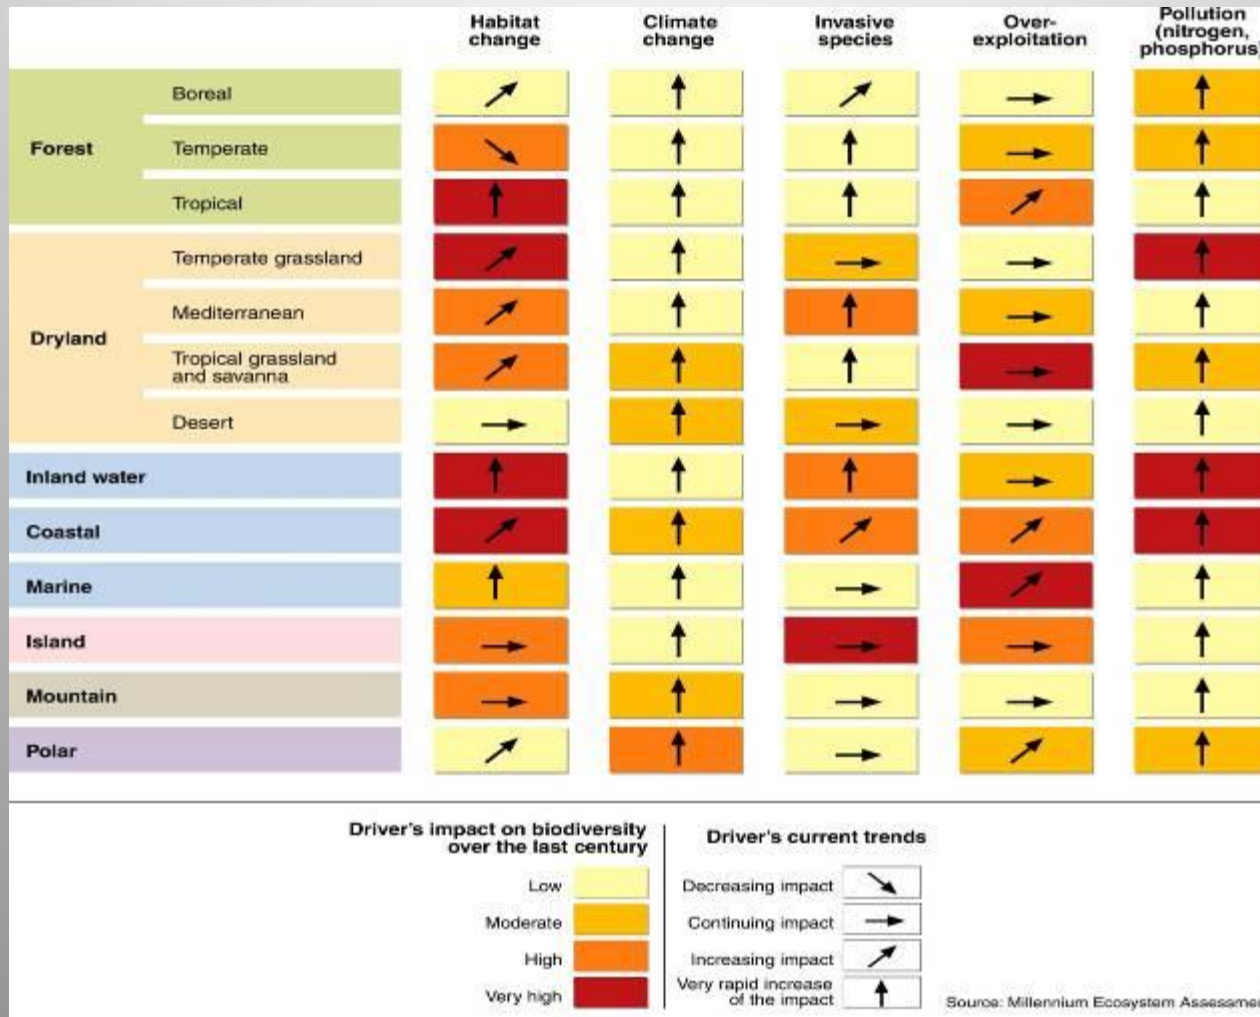 Habitat
change
Climate
change
Invasive
species
Over-
exploitation
Pollution
(nitrogen,
phosphorus)
Forest
Boreal
Temperate
Tropical
Dryland
Temperate grassland
Mediterranean
Tropical grassland
and savanna
Desert
Inland water
Coastal
Marine
Island
Mountain
Polar
Driver's impact on biodiversity
over the last century
Low
Moderate
High
Very high
Driver's current trends
Decreasing impact
Continuing impact
Increasing impact
Very rapid increase
of the impact
Source: Millennium Ecosystem Assessmen